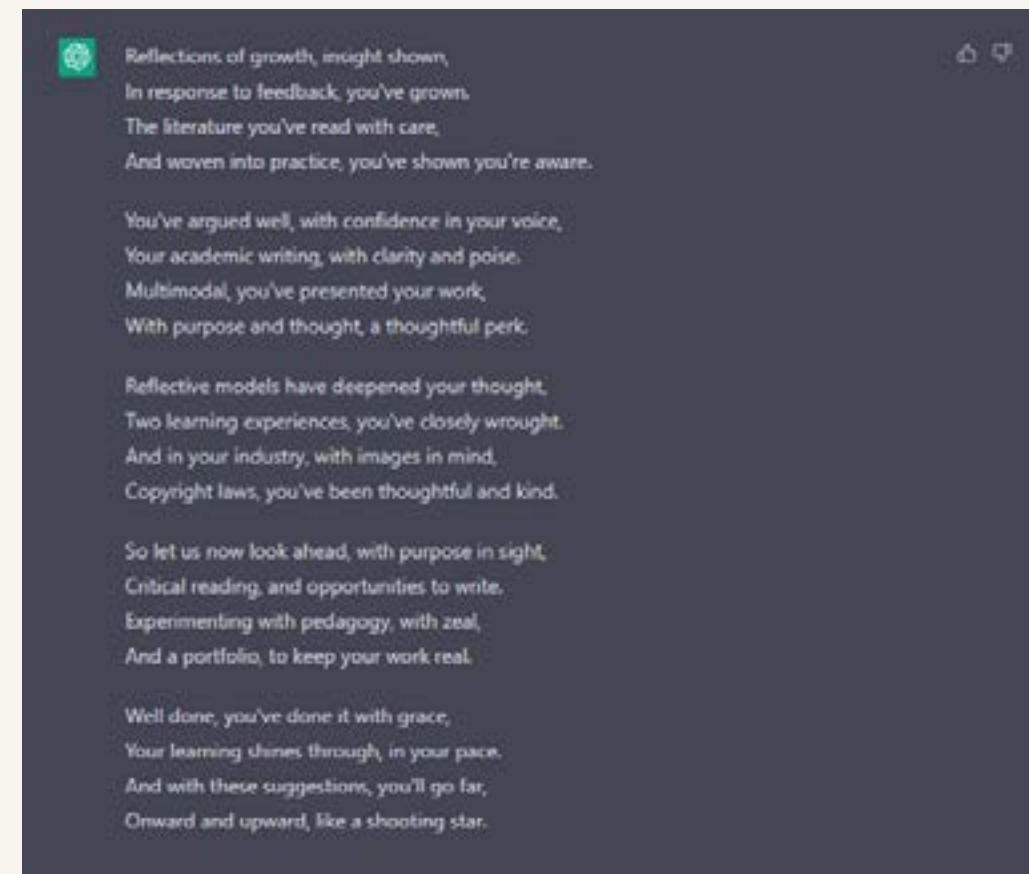 Reflections of growth, insight shown,
In response to feedback, you've grown.
The literature you've read with care,
And woven into practice, you've shown you're aware.
You've argued well, with confidence in your voice,
Your academic writing, with clarity and poise.
Multimodal, you've presented your work,
With purpose and thought, a thoughtful perk.
Reflective models have deepened your thought,
Two learning experiences, you've closely wrought.
And in your industry, with images in mind,
Copyright laws, you've been thoughtful and kind.
So let us now look ahead, with purpose in sight,
Critical reading, and opportunities to write.
Experimenting with pedagogy, with zeal,
And a portfolio, to keep your work real.
Well done, you've done it with grace,
Your learning shines through, in your pace.
And with these suggestions, you'll go far,
Onward and upward, like a shooting star.